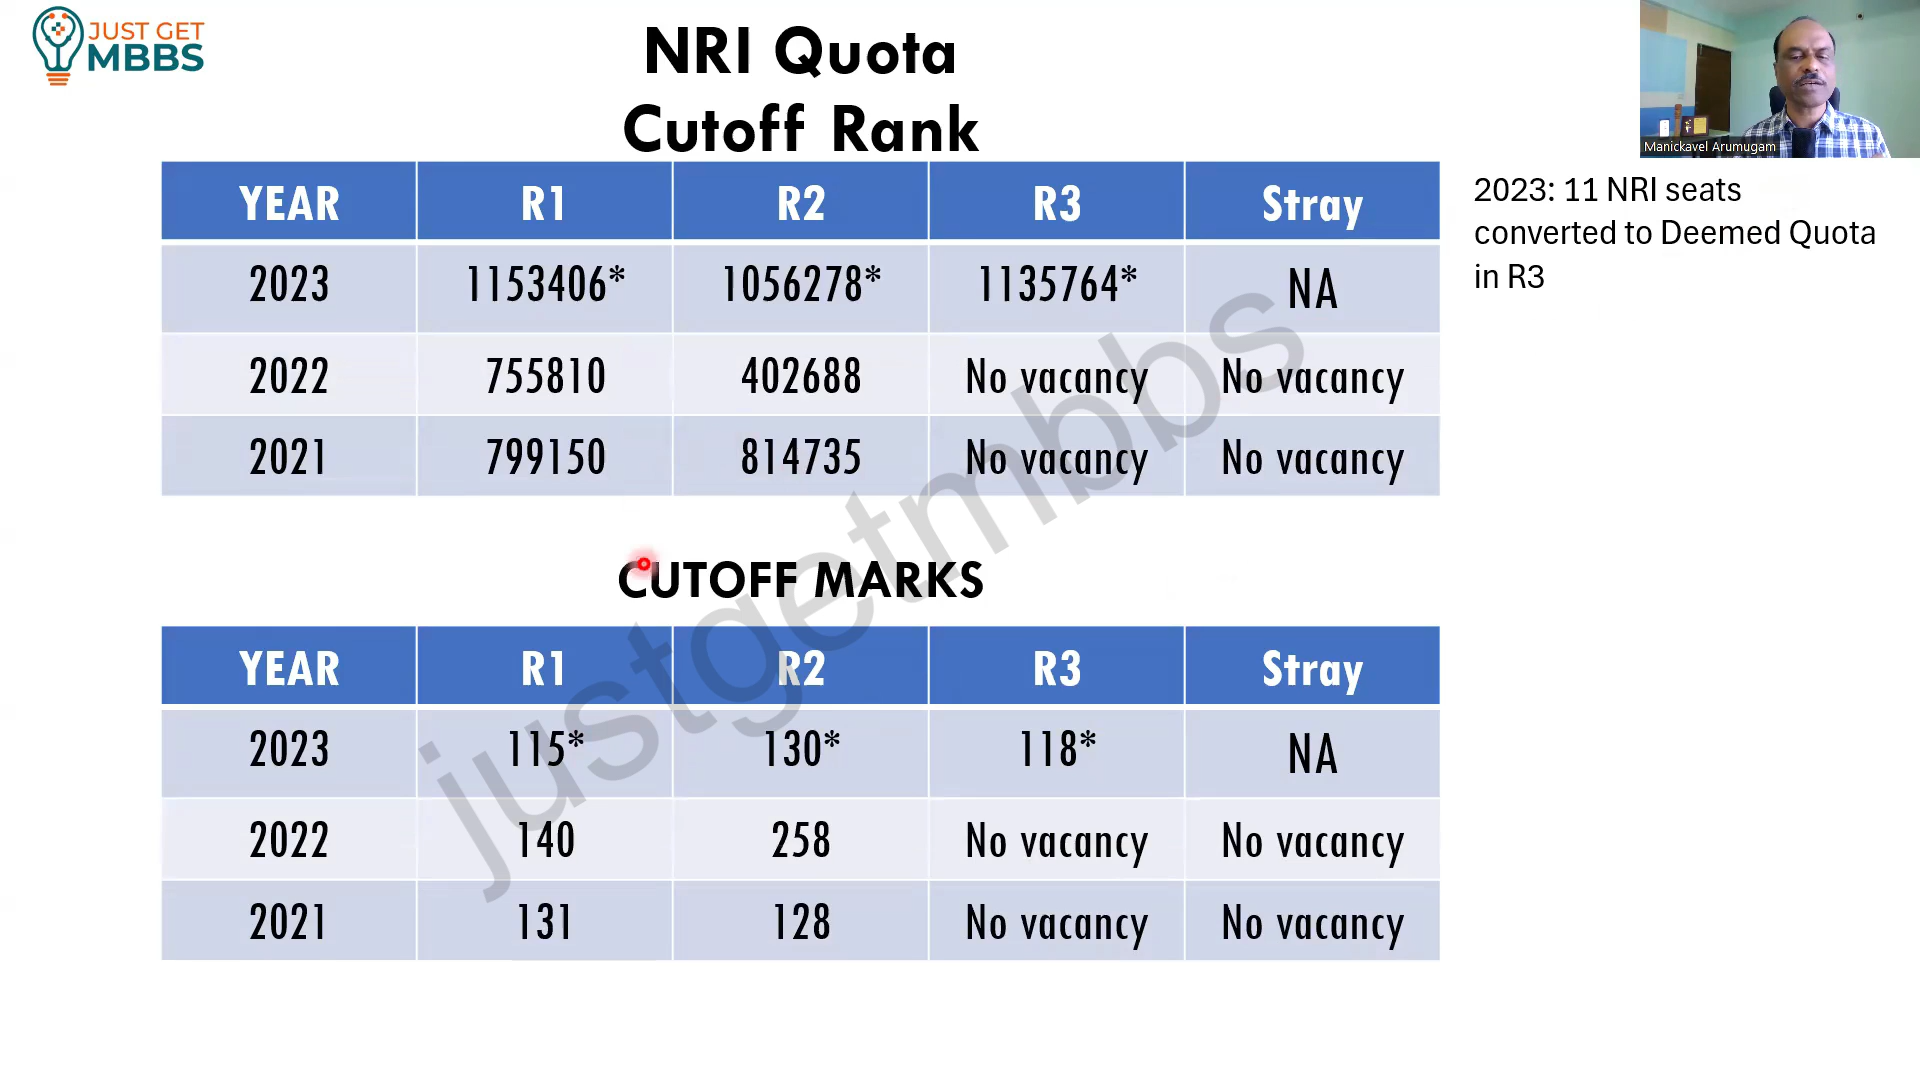 JUST GET
MBBS
NRI Quota
Cutoff Rank
YEAR R1 R2 R3 Stray
2023 1153406* 1056278* 1135764* NA
2022 755810 402688 No vacancy No vacancy
2021 799150 814735 No vacancy No vacancy
Manickavel Arumugam
2023: 11 NRI seats
converted to Deemed Quota
in R3
CUTOFF MARKS
YEAR R1 R2 R3 Stray
2023 115* 130* 118* NA
2022 140 258 No vacancy No vacancy
2021 131 128 No vacancy No vacancy
justgetmbbs